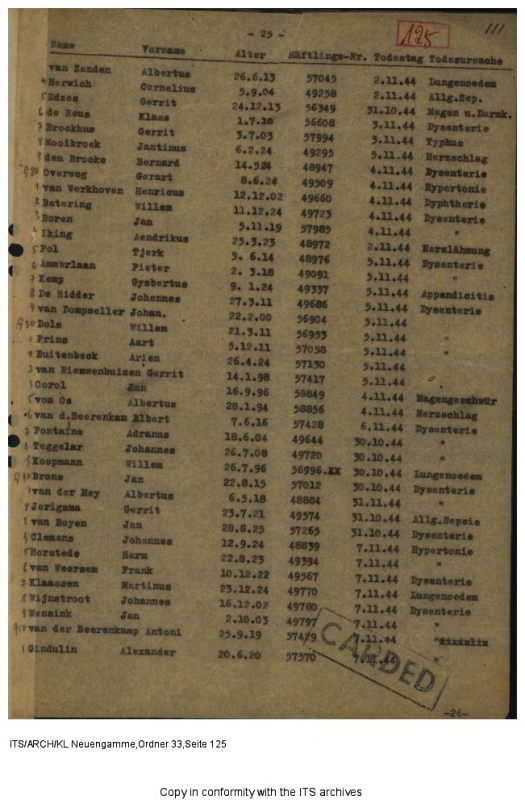 - 25 -
125
111
Name Vorname Alter Häftlings-Nr. Todestag Todesursache
van Sanden Albertus 26.6.13 57045 2.11.44 Lungenoedem
Herwich Cornelius 5.9.04 49258 2.11.44 Allg.Sep.
Edzes Gerrit 24.12.13 56349 31.10.44 Magen u.Darmk.
de Heus Klaas 1.7.10 56608 3.11.44 Dysenterie
Brookhus Gerrit 3.7.03 57994 3.11.44 Typhus
Mooibroek Jantinus 6.2.24 49295 5.11.44 Herzschlag
den Brocke Bernard 14.524 48947 4.11.44 Dysenterie
Overweg Gerart 8.6.24 49509 4.11.44 Hypertonie
van Werkhoven Henricus 12.12.02 49660 4.11.44 Dyphtherie
Batering Willem 11.12.24 49723 4.11.44 Dysenterie
Boren Jan 5.11.19 57985 4.11.44 "
Iking Hendrikus 25.3.23 48972 2.11.44 Herzlähmung
Pol Tjerk 5. 6.14 48976 5.11.44 Dysenterie
Ammerlaan Pieter 2. 3.18 49091 5.11.44 "
Kemp Gysbertus 9. 1.24 49337 5.11.44 Appendicitis
De Ridder Johannes 27.3.11 49686 5.11.44 Dysenterie
van Dompseller Johan. 22.2.00 56904 5.11.44 "
Dols Willem 21.3.11 56953 5.11.44 "
Prins Aart 5.12.11 57058 5.11.44 "
Buitenbeck Arien 26.4.24 57130 5.11.44 "
van Nieuwenhuizen Gerrit 14.1.98 57417 5.11.44 "
Oorol Jan 16.9.96 58849 4.11.44 Magengeschwür
vom Os Albertus 28.1.94 58856 4.11.44 Herzschlag
van d.Beerenkam Albert 7.6.16 57428 6.11.44 Dysenterie
Fontaine Adranus 18.6.04 49644 30.10.44 "
Teggelar Johannes 26.7.08 49720 30.10.44 "
Koopmann Willem 26.7.96 56996.XX 30.10.44 Lungenoedem
Brons Jan 22.8.15 57012 30.10.44 Dysenterie
van der Mey Albertus 6.5.18 48884 31.11.44 "
Jerigama Gerrit 23.7.21 49574 31.10.44 Allg.Sepsis
van Boyen Jan 28.8.25 57265 31.10.44 Dysenterie
Clemens Johannes 12.9.24 48839 7.11.44 Hypertonie
Horstede Harm 22.8.23 49394 7.11.44 "
van Weersem Frank 10.12.22 49567 7.11.44 Dysenterie
Klaassen Martinus 23.12.24 49770 7.11.44 Lungenoedem
Wijnstroot Johannes 16.12.02 49780 7.11.44 Dysenterie
Mensink Jan 2.10.03 49797 7.11.44 "
van der Beerenkamp Antoni 25.9.19 57429 7.11.44 "
Gindulin Alexander 20.6.20 57570 7.11.44 "
CARDED
-26-
ITS/ARCH/KL Neuengamme,Ordner 33,Seite 125
Copy in conformity with the ITS archives